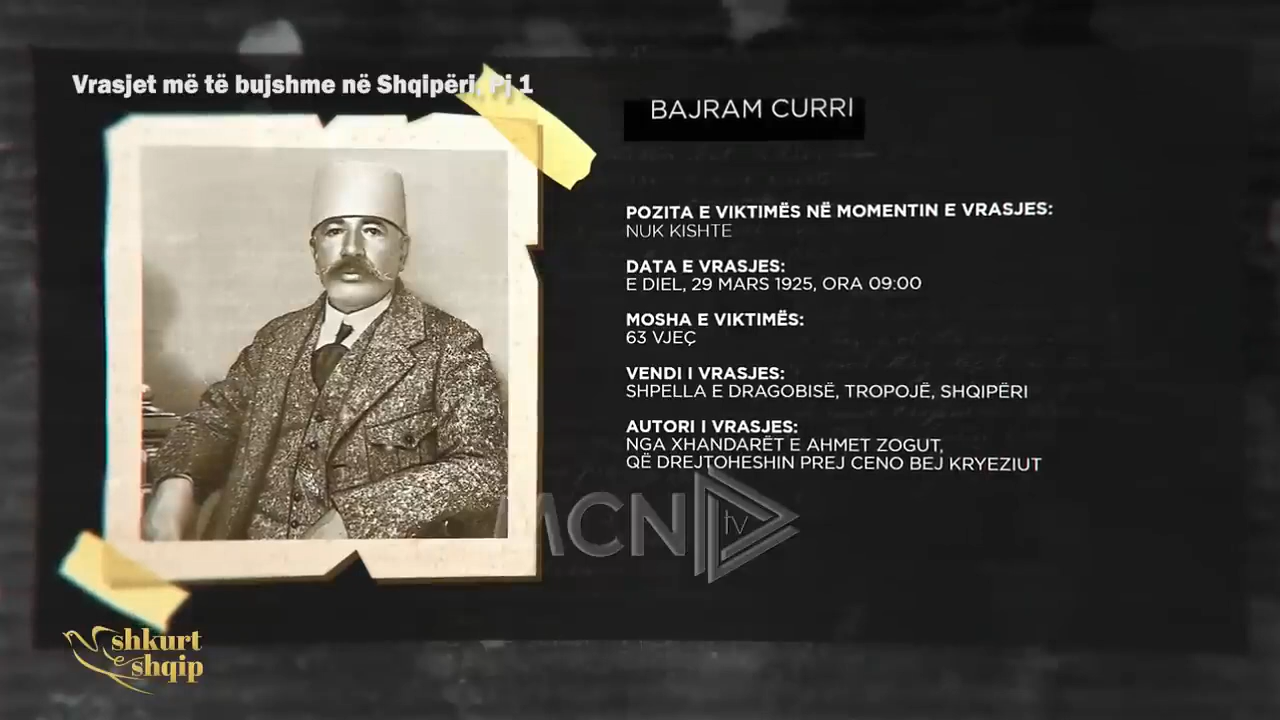 Vrasjet më të bujshme në Shqipëri, Pj 1
BAJRAM CURRI
POZITA E VIKTIMËS NË MOMENTIN E VRASJES:
NUK KISHTE
DATA E VRASJES:
E DIEL, 29 MARS 1925, ORA 09:00
MOSHA E VIKTIMËS:
63 VJEÇ
VENDI I VRASJES:
SHPELLA E DRAGOBISË, TROPOJË, SHQIPËRI
AUTORI I VRASJES:
NGA XHANDARËT E AHMET ZOGUT,
QË DREJTOHESHIN PREJ CENO BEJ KRYEZIUT
MCN tv
shkurt
e shqip